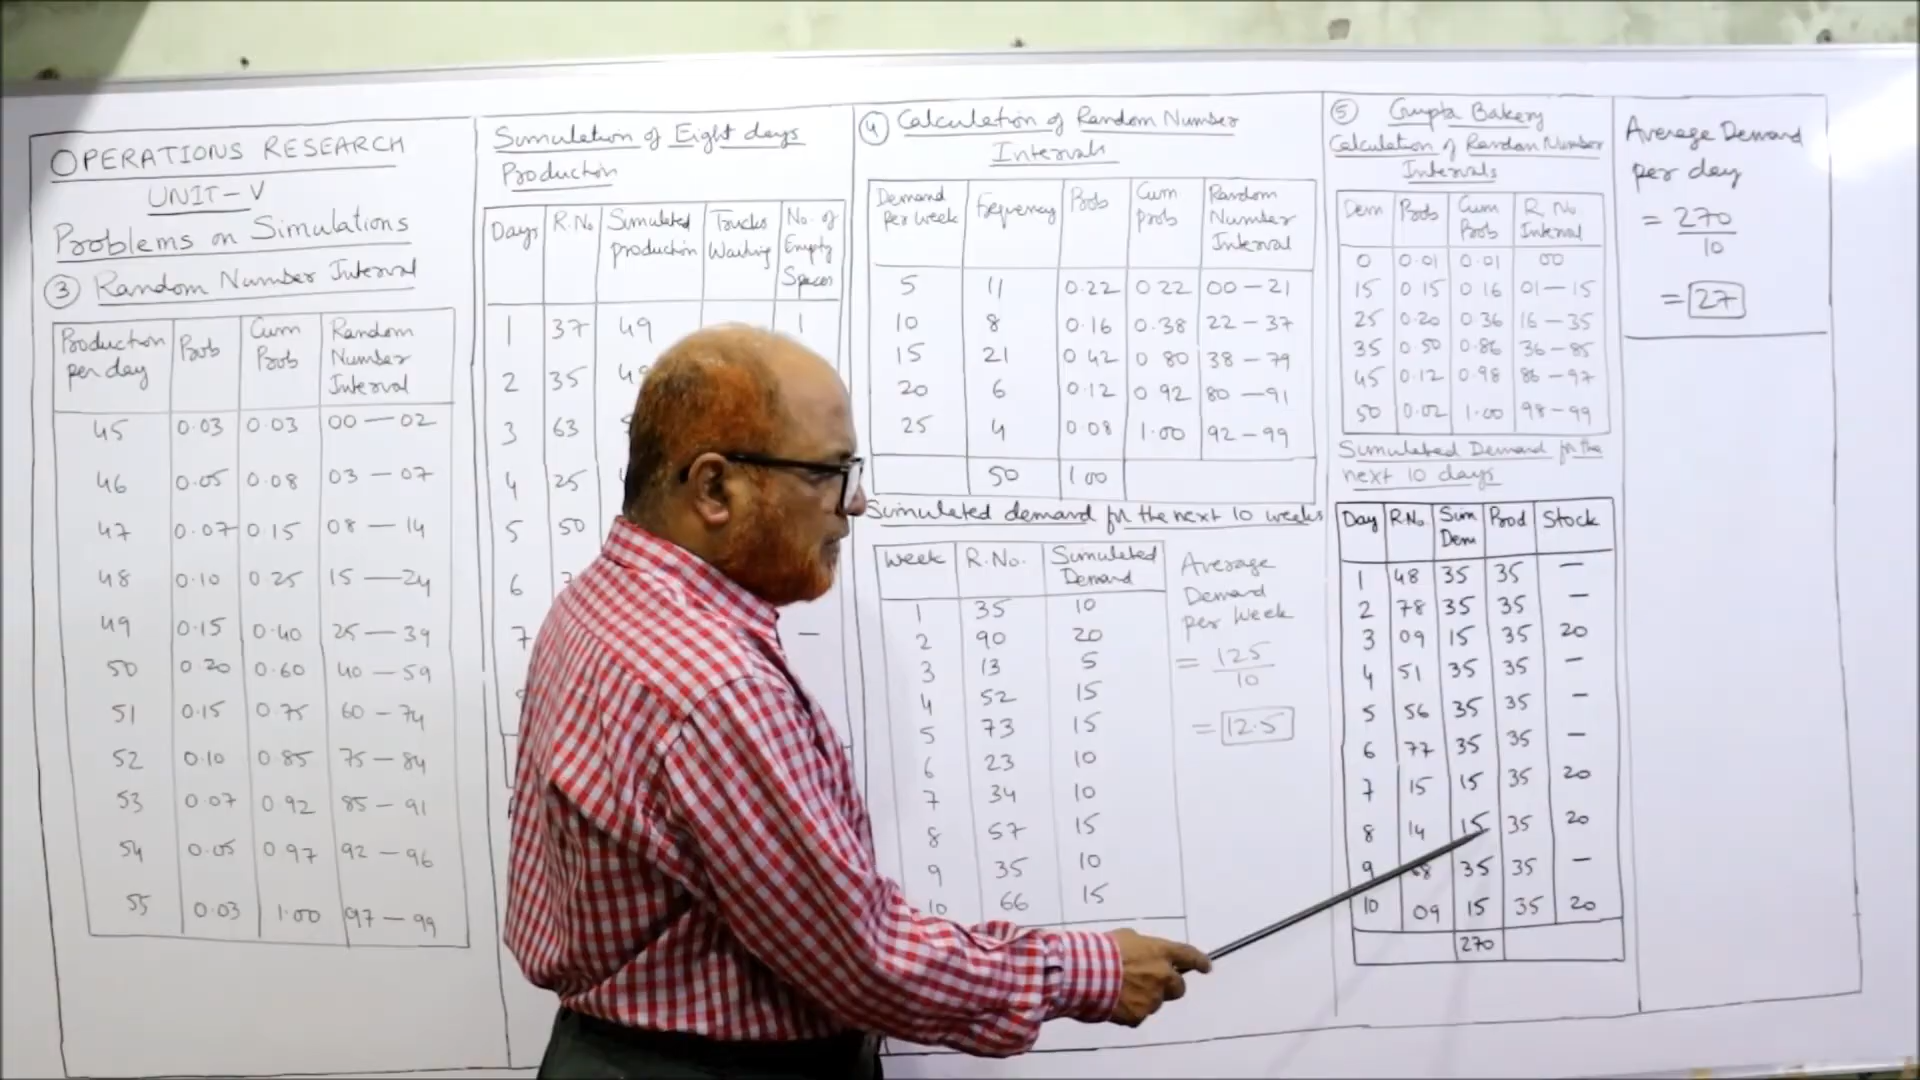 OPERATIONS RESEARCH
UNIT-V
Problems on Simulations
③ Random Number Interval
Production per day | Prob | Cum Prob | Random Number Interval
45 | 0.03 | 0.03 | 00 — 02
46 | 0.05 | 0.08 | 03 — 07
47 | 0.07 | 0.15 | 08 — 14
48 | 0.10 | 0.25 | 15 — 24
49 | 0.15 | 0.40 | 25 — 39
50 | 0.20 | 0.60 | 40 — 59
51 | 0.15 | 0.75 | 60 — 74
52 | 0.10 | 0.85 | 75 — 84
53 | 0.07 | 0.92 | 85 — 91
54 | 0.05 | 0.97 | 92 — 96
55 | 0.03 | 1.00 | 97 — 99
Simulation of Eight days
Production
Days | R.No | Simulated production | Trucks Waiting | No. of Empty Spaces
1 | 37 | 49 | 1
2 | 35 | 49
3 | 63
4 | 25
5 | 50
6
7 | —
④ Calculation of Random Number
Intervals
Demand Per week | Frequency | Prob | Cum prob | Random Number Interval
5 | 11 | 0.22 | 0 22 | 00 — 21
10 | 8 | 0.16 | 0.38 | 22 — 37
15 | 21 | 0 42 | 0 80 | 38 — 79
20 | 6 | 0.12 | 0 92 | 80 — 91
25 | 4 | 0.08 | 1.00 | 92 — 99
50 | 1 00
Simulated demand for the next 10 weeks
Week | R.No. | Simulated Demand
1 | 35 | 10
2 | 90 | 20
3 | 13 | 5
4 | 52 | 15
5 | 73 | 15
6 | 23 | 10
7 | 34 | 10
8 | 57 | 15
9 | 35 | 10
10 | 66 | 15
Average
Demand
per Week
= 125
10
= 12.5
⑤ Gupta Bakery
Calculation of Random Number
Intervals
Dem | Prob | Cum Prob | R No. Interval
0 | 0.01 | 0.01 | 00
15 | 0 15 | 0 16 | 01 — 15
25 | 0.20 | 0 36 | 16 — 35
35 | 0.50 | 0.86 | 36 — 85
45 | 0.12 | 0.98 | 86 — 97
50 | 0.02 | 1.00 | 98 — 99
Simulated Demand for the
next 10 days
Day | R.No. | Sim Dem | Prod | Stock
1 | 48 | 35 | 35 | —
2 | 78 | 35 | 35 | —
3 | 09 | 15 | 35 | 20
4 | 51 | 35 | 35 | —
5 | 56 | 35 | 35 | —
6 | 77 | 35 | 35 | —
7 | 15 | 15 | 35 | 20
8 | 14 | 15 | 35 | 20
9 | 35 | 35 | —
10 | 09 | 15 | 35 | 20
270
Average Demand
per day
= 270
10
= 27